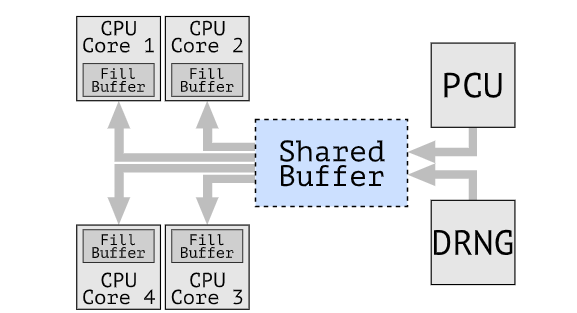 CPU
Core 1
Fill
Buffer
CPU
Core 2
Fill
Buffer
PCU
Shared
Buffer
DRNG
Fill
Buffer
CPU
Core 4
Fill
Buffer
CPU
Core 3